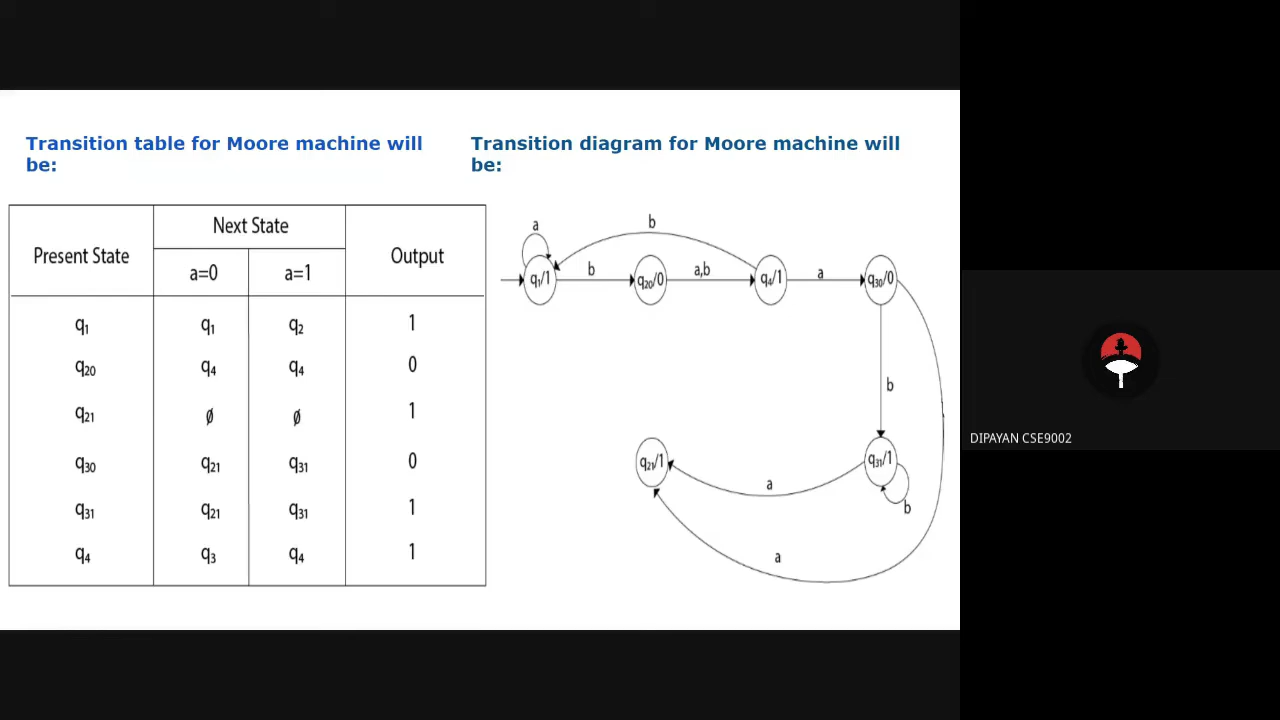 Transition table for Moore machine will
be:
Present State
Next State
Output
a=0
a=1
q₁ q₁ q₂ 1
q₂₀ q₄ q₄ 0
q₂₁ ∅ ∅ 1
q₃₀ q₂₁ q₃₁ 0
q₃₁ q₂₁ q₃₁ 1
q₄ q₃ q₄ 1
Transition diagram for Moore machine will
be:
a
b
q₁/1
b
q₂₀/0
a,b
q₄/1
a
q₃₀/0
b
q₂₁/1
a
q₃₁/1
b
a
DIPAYAN CSE9002